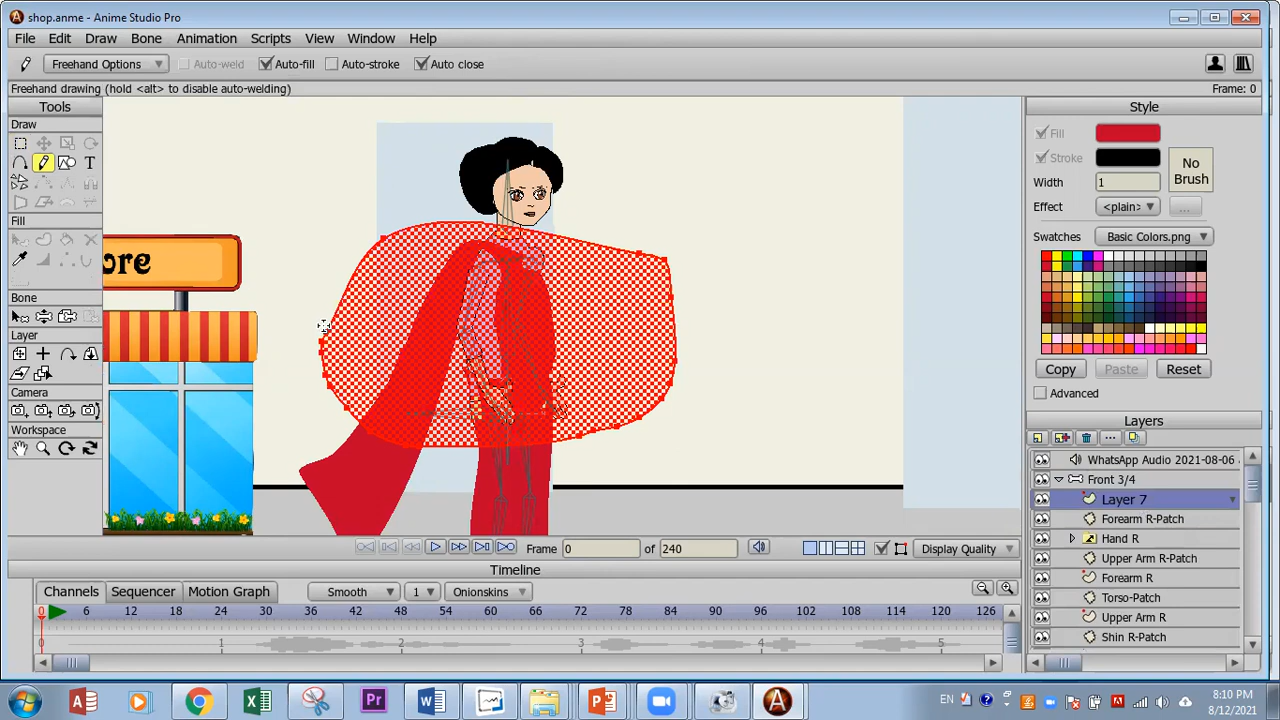 shop.anme - Anime Studio Pro
File Edit Draw Bone Animation Scripts View Window Help
Freehand Options Auto-weld Auto-fill Auto-stroke Auto close
Freehand drawing (hold <alt> to disable auto-welding) Frame: 0
Tools
Draw
T
Fill
Bone
Layer
Camera
Workspace
ore
Style
Fill
Stroke
No
Brush
Width 1
Effect <plain> ...
Swatches Basic Colors.png
Copy Paste Reset
Advanced
Layers
WhatsApp Audio 2021-08-06
Front 3/4
Layer 7
Forearm R-Patch
Hand R
Upper Arm R-Patch
Forearm R
Torso-Patch
Upper Arm R
Shin R-Patch
Frame 0 of 240 Display Quality
Timeline
Channels Sequencer Motion Graph Smooth 1 Onionskins
0 6 12 18 24 30 36 42 48 54 60 66 72 78 84 90 96 102 108 114 120 126
0 1 2 3 4 5
EN 8:10 PM
8/12/2021